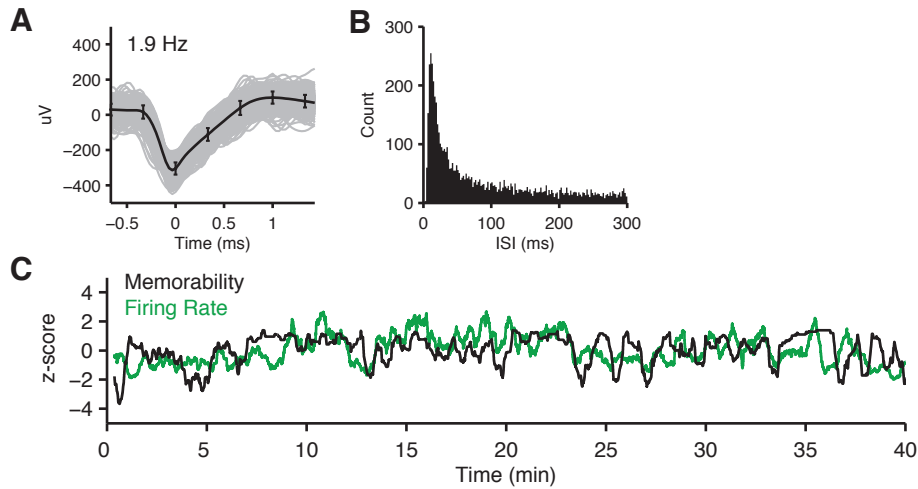 A
1.9 Hz
400
200
0
−200
−400
uV
−0.5 0 0.5 1
Time (ms)
B
300
200
100
0
Count
0 100 200 300
ISI (ms)
C
Memorability
Firing Rate
4
2
0
−2
−4
z-score
0 5 10 15 20 25 30 35 40
Time (min)